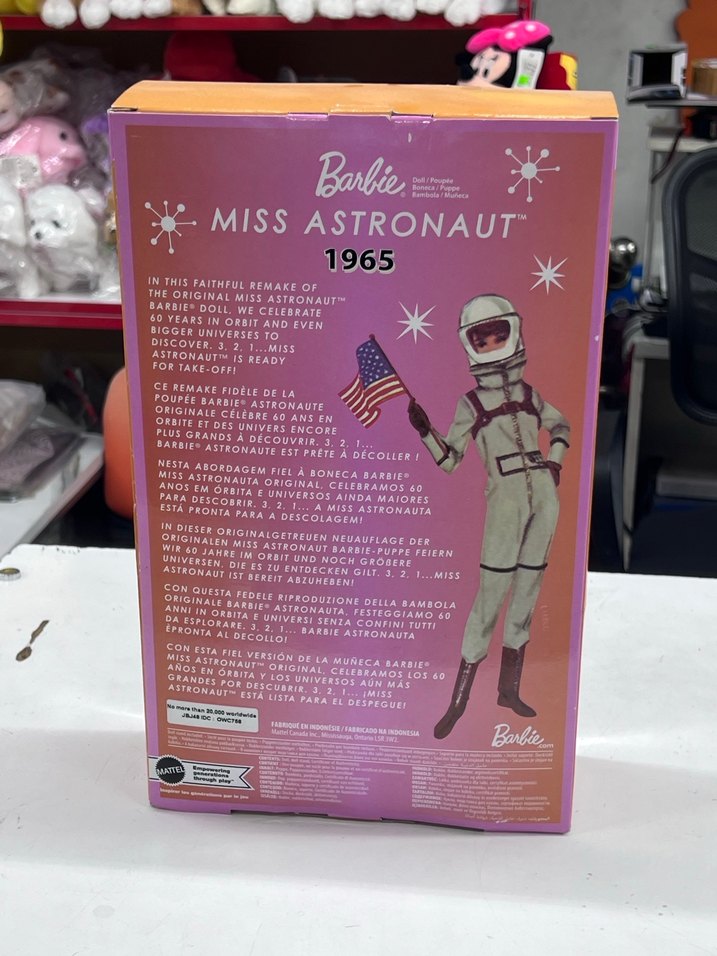 Barbie®
Doll / Poupée
Boneca / Puppe
Bambola / Muñeca
MISS ASTRONAUT™
1965
IN THIS FAITHFUL REMAKE OF
THE ORIGINAL MISS ASTRONAUT™
BARBIE® DOLL, WE CELEBRATE
60 YEARS IN ORBIT AND EVEN
BIGGER UNIVERSES TO
DISCOVER. 3, 2, 1...MISS
ASTRONAUT™ IS READY
FOR TAKE-OFF!
CE REMAKE FIDÈLE DE LA
POUPÉE BARBIE® ASTRONAUTE
ORIGINALE CÉLÈBRE 60 ANS EN
ORBITE ET DES UNIVERS ENCORE
PLUS GRANDS À DÉCOUVRIR. 3, 2, 1...
BARBIE® ASTRONAUTE EST PRÊTE À DÉCOLLER !
NESTA ABORDAGEM FIEL À BONECA BARBIE®
MISS ASTRONAUTA ORIGINAL, CELEBRAMOS 60
ANOS EM ÓRBITA E UNIVERSOS AINDA MAIORES
PARA DESCOBRIR. 3, 2, 1... A MISS ASTRONAUTA
ESTÁ PRONTA PARA A DESCOLAGEM!
IN DIESER ORIGINALGETREUEN NEUAUFLAGE DER
ORIGINALEN MISS ASTRONAUT BARBIE-PUPPE FEIERN
WIR 60 JAHRE IM ORBIT UND NOCH GRÖßERE
UNIVERSEN, DIE ES ZU ENTDECKEN GILT. 3, 2, 1...MISS
ASTRONAUT IST BEREIT ABZUHEBEN!
CON QUESTA FEDELE RIPRODUZIONE DELLA BAMBOLA
ORIGINALE BARBIE® ASTRONAUTA, FESTEGGIAMO 60
ANNI IN ORBITA E UNIVERSI SENZA CONFINI TUTTI
DA ESPLORARE. 3, 2, 1... BARBIE ASTRONAUTA
ÈPRONTA AL DECOLLO!
CON ESTA FIEL VERSIÓN DE LA MUÑECA BARBIE®
MISS ASTRONAUT™ ORIGINAL, CELEBRAMOS LOS 60
AÑOS EN ÓRBITA Y LOS UNIVERSOS AÚN MÁS
GRANDES POR DESCUBRIR. 3, 2, 1... ¡MISS
ASTRONAUT™ ESTÁ LISTA PARA EL DESPEGUE!
No more than 20,000 worldwide
JBJ48 IDC : OWC758
FABRIQUÉ EN INDONÉSIE / FABRICADO NA INDONESIA
Mattel Canada Inc., Mississauga, Ontario L5R 3W2.
Barbie.com
MATTEL
Empowering
generations
through play™
Inspirer les générations par le jeu